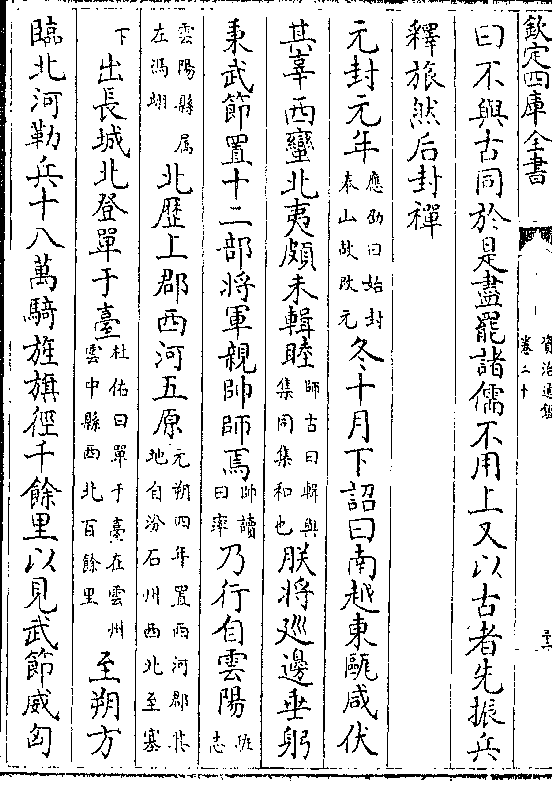 欽定四庫全書
資治通鑑
卷二十
曰不與古同於是盡罷諸儒不用上又以古者先振兵
釋旅然后封禪
元封元年應劭曰始封泰山故改元冬十月下詔曰南越東甌咸伏
其辜西蠻北夷頗未輯睦師古曰輯與集同集和也朕將廵邊垂躬
秉武節置十二部將軍親帥師焉帥讀曰率乃行自雲陽班志
雲陽縣屬左馮翊北歷上郡西河五原元朔四年置西河郡其地自汾石州西北至塞
下出長城北登單于臺杜佑曰單于臺在雲州雲中縣西北百餘里至朔方
臨北河勒兵十八萬騎旌旗徑千餘里以見武節威匈